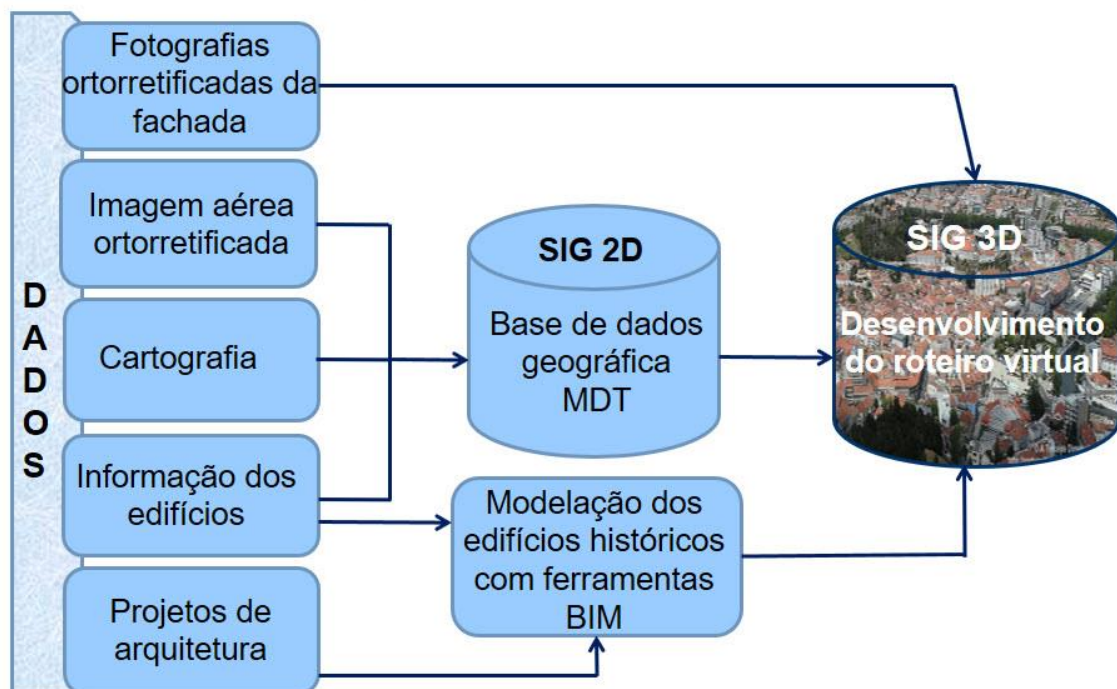 DADOS
Fotografias
ortorretificadas da
fachada
Imagem aérea
ortorretificada
Cartografia
Informação dos
edifícios
Projetos de
arquitetura
SIG 2D
Base de dados
geográfica
MDT
Modelação dos
edifícios históricos
com ferramentas
BIM
SIG 3D
Desenvolvimento
do roteiro virtual